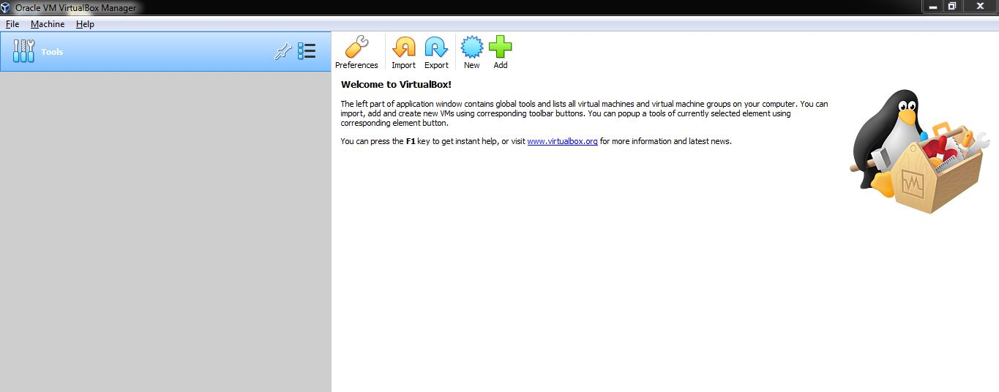 Oracle VM VirtualBox Manager
File Machine Help
Tools
Preferences Import Export New Add
Welcome to VirtualBox!
The left part of application window contains global tools and lists all virtual machines and virtual machine groups on your computer. You can
import, add and create new VMs using corresponding toolbar buttons. You can popup a tools of currently selected element using
corresponding element button.
You can press the F1 key to get instant help, or visit www.virtualbox.org for more information and latest news.